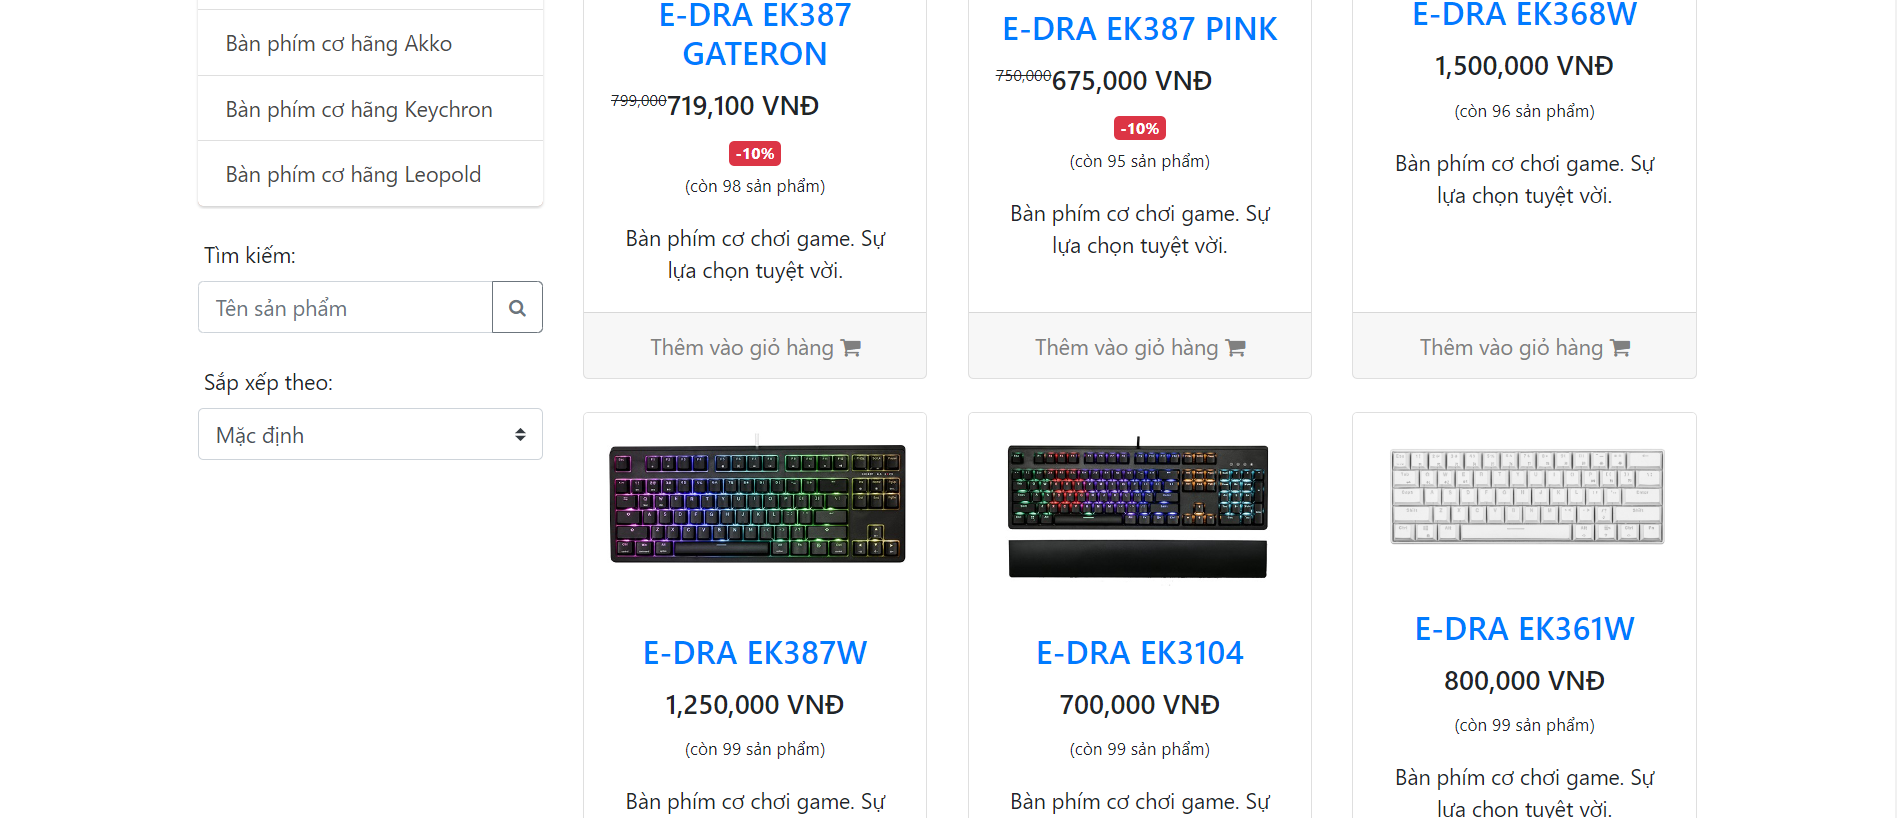 Bàn phím cơ hãng Akko
Bàn phím cơ hãng Keychron
Bàn phím cơ hãng Leopold
Tìm kiếm:
Tên sản phẩm
Sắp xếp theo:
Mặc định
E-DRA EK387
GATERON
799,000719,100 VNĐ
-10%
(còn 98 sản phẩm)
Bàn phím cơ chơi game. Sự
lựa chọn tuyệt vời.
Thêm vào giỏ hàng
E-DRA EK387 PINK
750,000675,000 VNĐ
-10%
(còn 95 sản phẩm)
Bàn phím cơ chơi game. Sự
lựa chọn tuyệt vời.
Thêm vào giỏ hàng
E-DRA EK368W
1,500,000 VNĐ
(còn 96 sản phẩm)
Bàn phím cơ chơi game. Sự
lựa chọn tuyệt vời.
Thêm vào giỏ hàng
E-DRA EK387W
1,250,000 VNĐ
(còn 99 sản phẩm)
Bàn phím cơ chơi game. Sự
E-DRA EK3104
700,000 VNĐ
(còn 99 sản phẩm)
Bàn phím cơ chơi game. Sự
E-DRA EK361W
800,000 VNĐ
(còn 99 sản phẩm)
Bàn phím cơ chơi game. Sự
lựa chọn tuyệt vời.